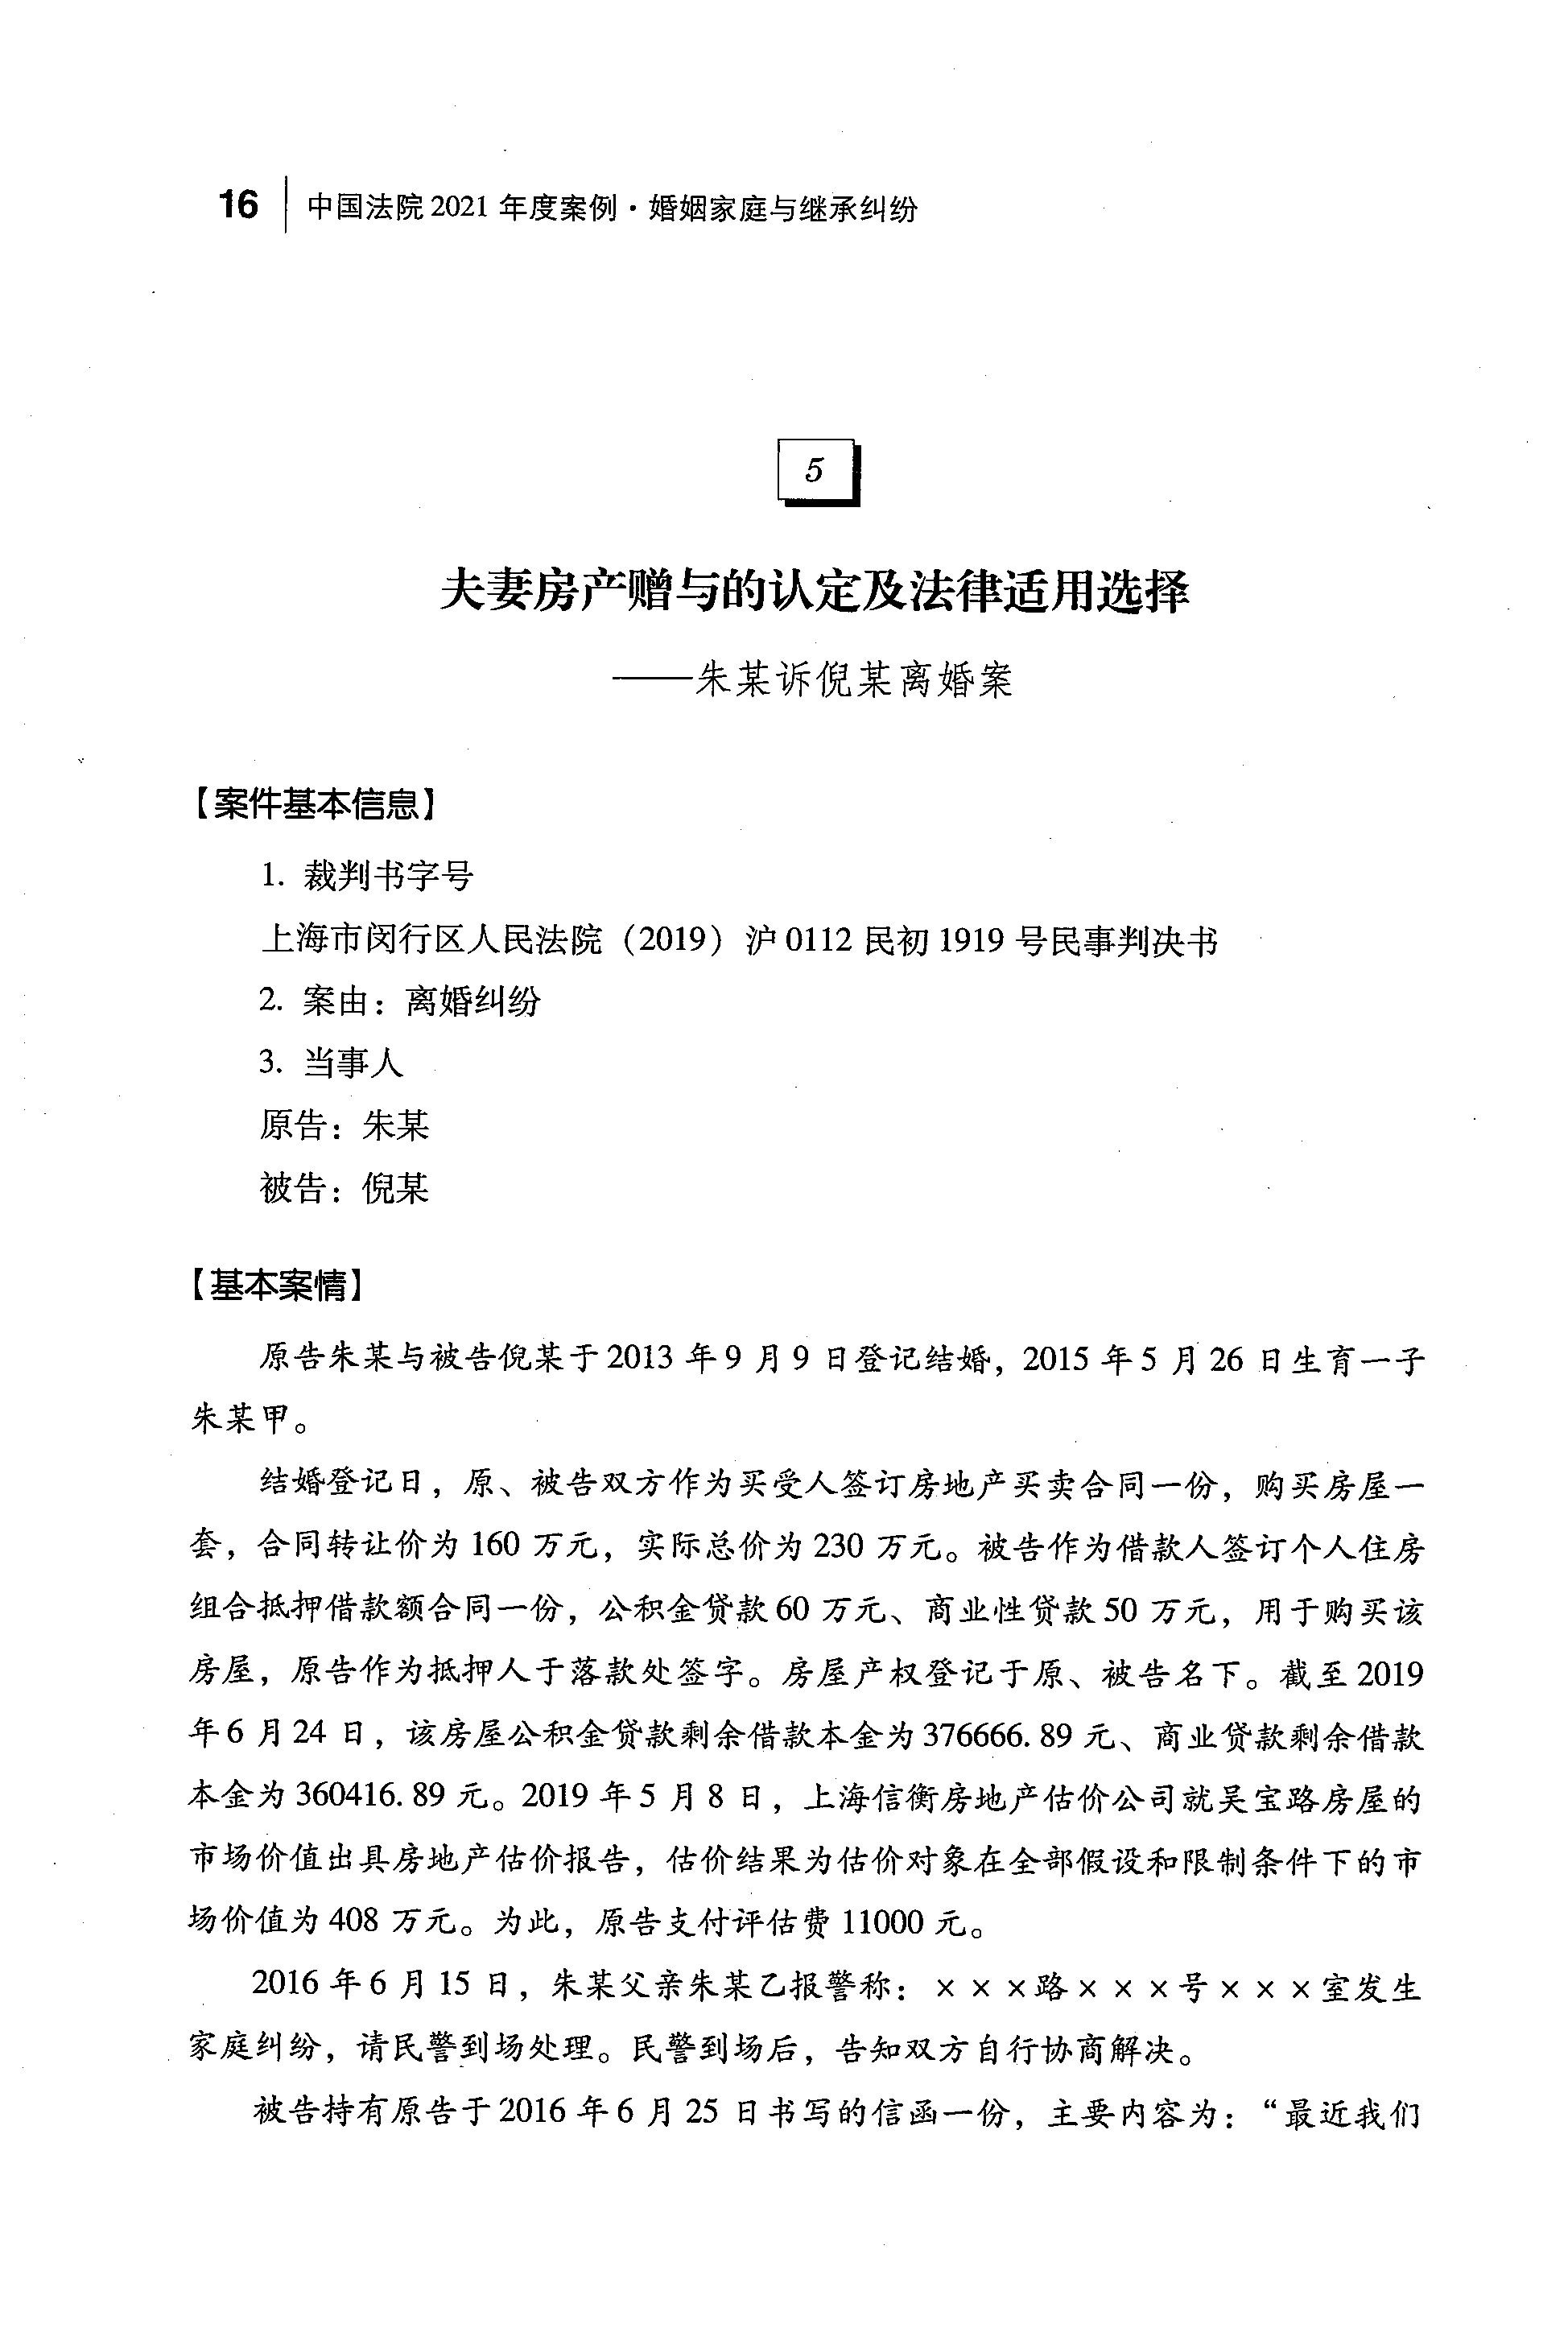 16 中国法院2021年度案例·婚姻家庭与继承纠纷
5
夫妻房产赠与的认定及法律适用选择
——朱某诉倪某离婚案
【案件基本信息】
1. 裁判书字号
上海市闵行区人民法院（2019）沪0112民初1919号民事判决书
2. 案由：离婚纠纷
3. 当事人
原告：朱某
被告：倪某
【基本案情】
原告朱某与被告倪某于2013年9月9日登记结婚，2015年5月26日生育一子
朱某甲。
结婚登记日，原、被告双方作为买受人签订房地产买卖合同一份，购买房屋一
套，合同转让价为160万元，实际总价为230万元。被告作为借款人签订个人住房
组合抵押借款额合同一份，公积金贷款60万元、商业性贷款50万元，用于购买该
房屋，原告作为抵押人于落款处签字。房屋产权登记于原、被告名下。截至2019
年6月24日，该房屋公积金贷款剩余借款本金为376666.89元、商业贷款剩余借款
本金为360416.89元。2019年5月8日，上海信衡房地产估价公司就吴宝路房屋的
市场价值出具房地产估价报告，估价结果为估价对象在全部假设和限制条件下的市
场价值为408万元。为此，原告支付评估费11000元。
2016年6月15日，朱某父亲朱某乙报警称：×××路×××号×××室发生
家庭纠纷，请民警到场处理。民警到场后，告知双方自行协商解决。
被告持有原告于2016年6月25日书写的信函一份，主要内容为：“最近我们